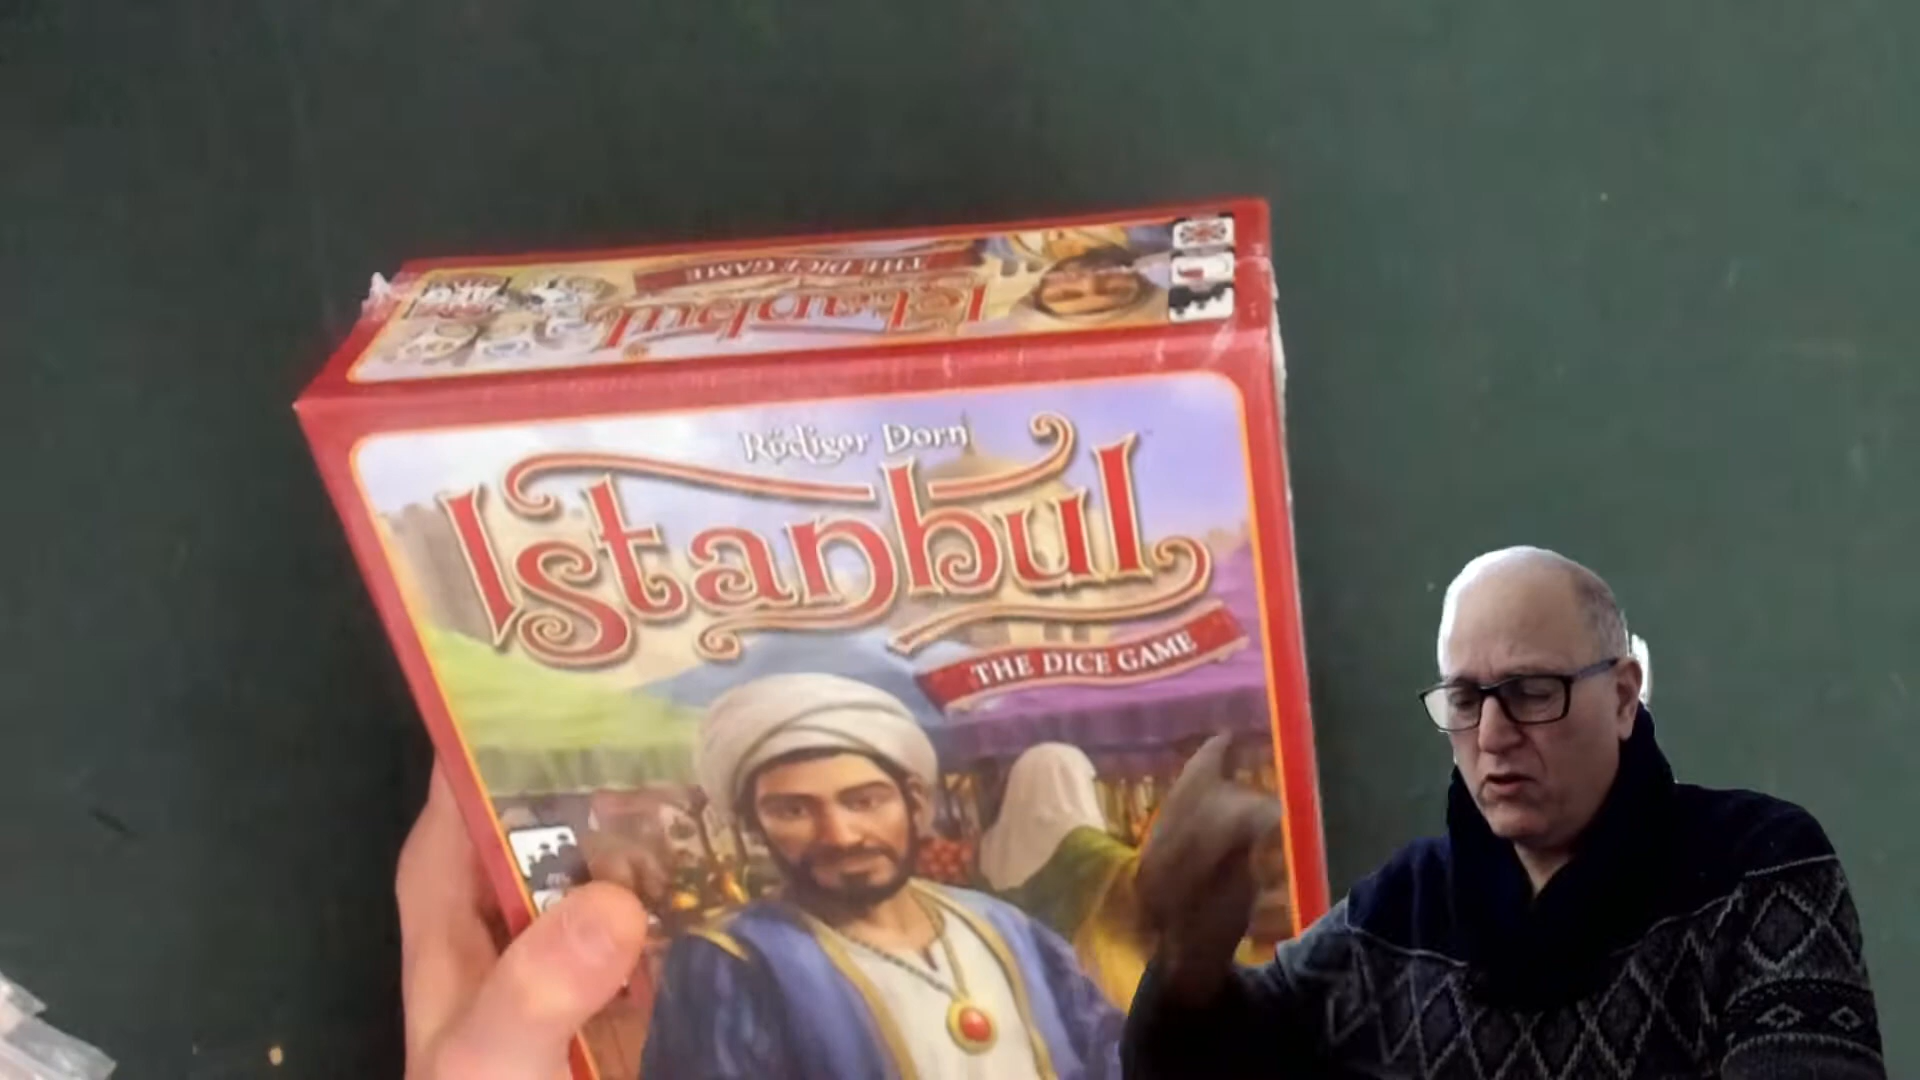 THE DICE GAME
Istanbul
Rüdiger Dorn
Istanbul
THE DICE GAME